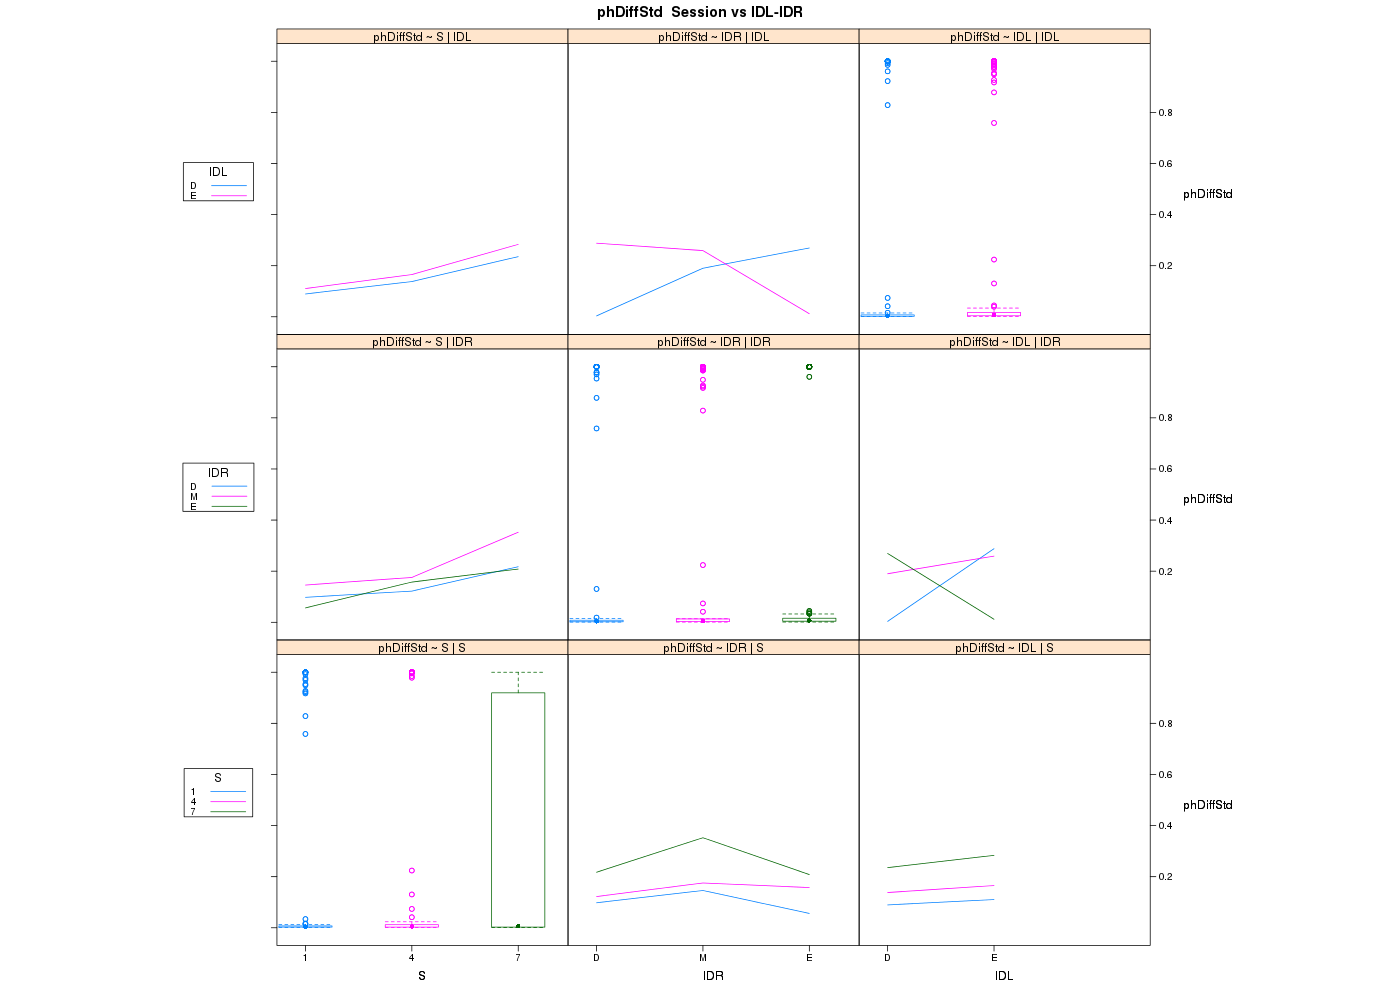 phDiffStd  Session vs IDL-IDR
phDiffStd ~ S | IDL
phDiffStd ~ IDR | IDL
phDiffStd ~ IDL | IDL
0.8
0.6
0.4
0.2
phDiffStd
IDL
D
E
phDiffStd ~ S | IDR
phDiffStd ~ IDR | IDR
phDiffStd ~ IDL | IDR
0.8
0.6
0.4
0.2
phDiffStd
IDR
D
M
E
phDiffStd ~ S | S
phDiffStd ~ IDR | S
phDiffStd ~ IDL | S
0.8
0.6
0.4
0.2
phDiffStd
S
1
4
7
1 4 7
D M E
D E
S
IDR
IDL